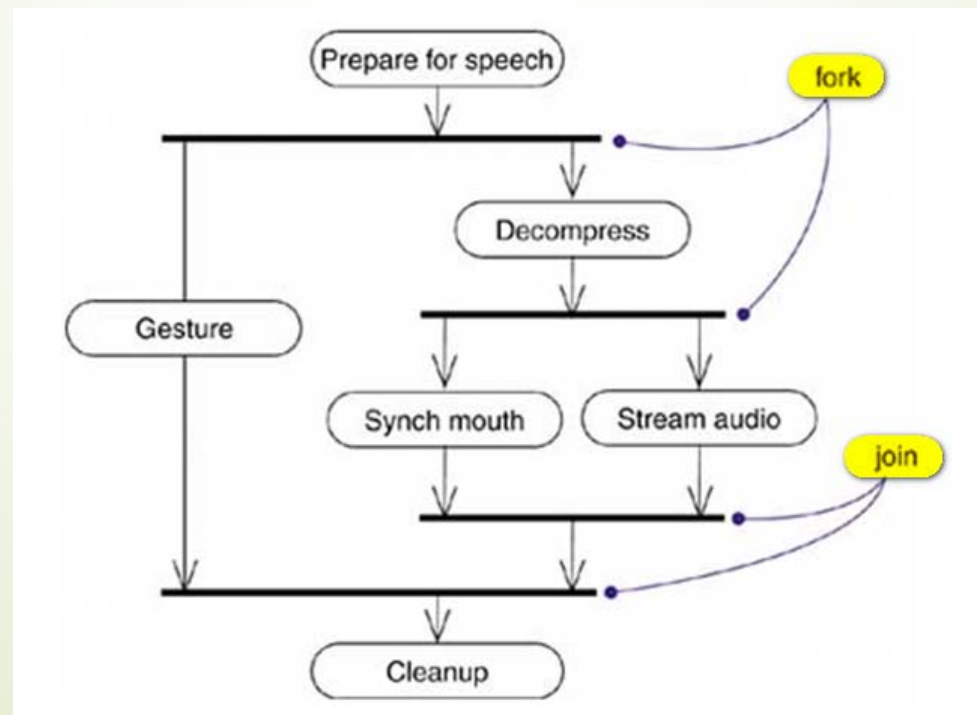 Prepare for speech
fork
Decompress
Gesture
Synch mouth
Stream audio
join
Cleanup